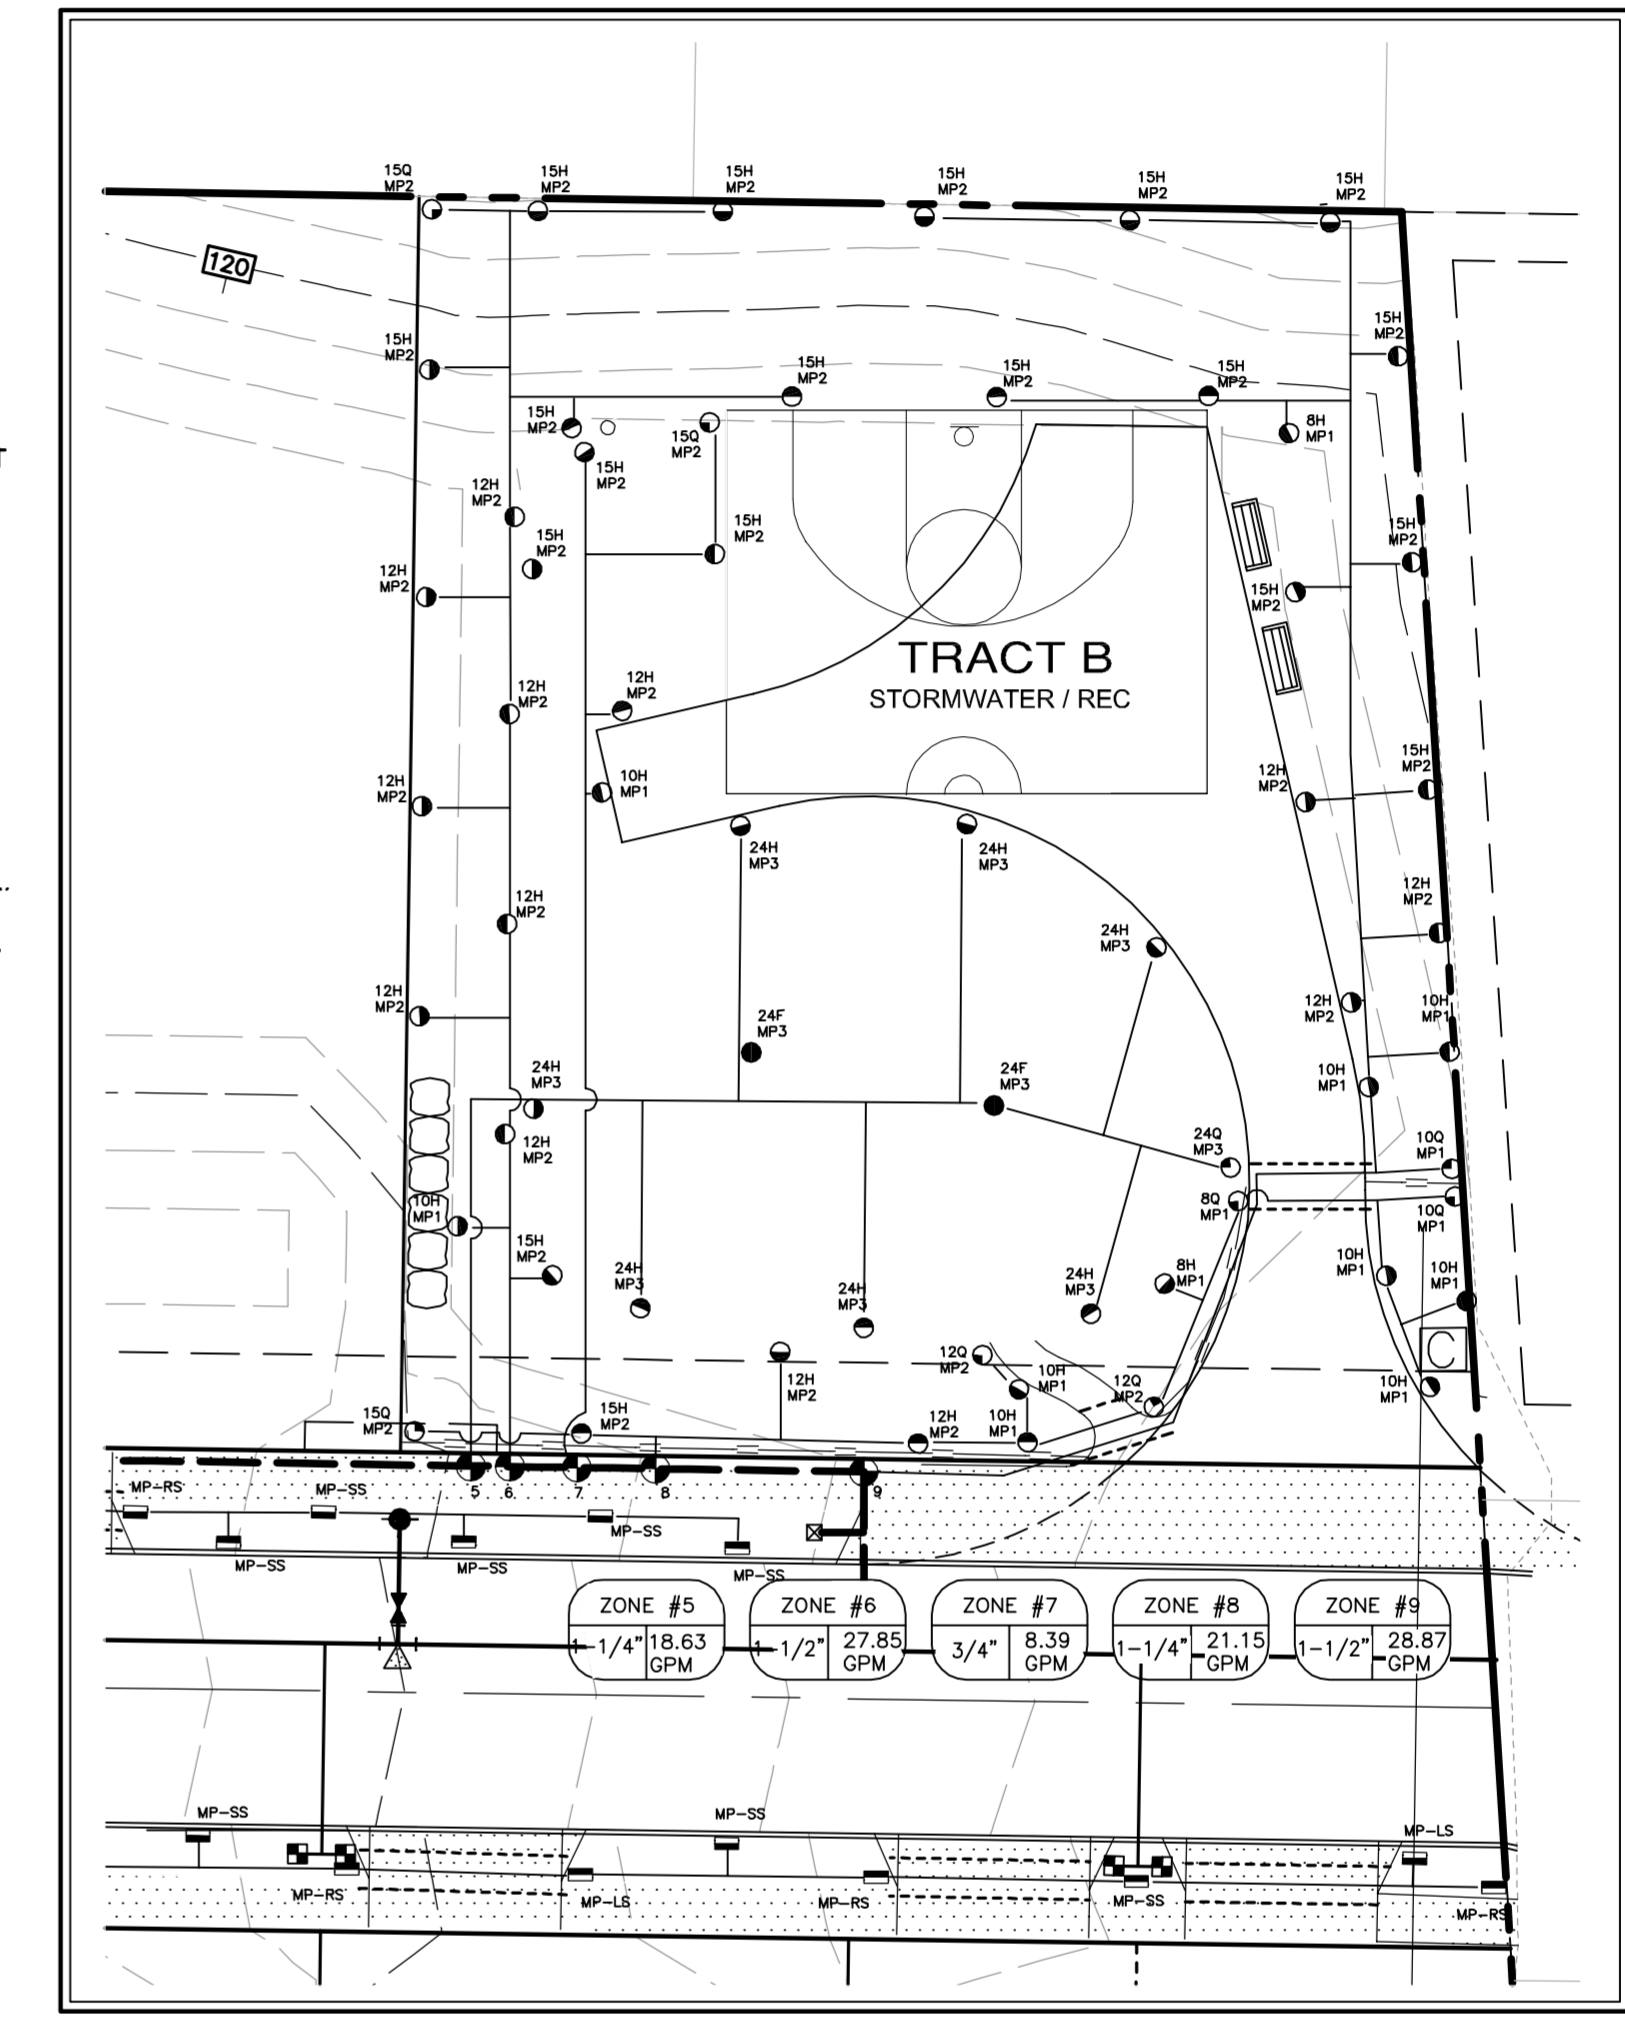 15Q
MP2
15H
MP2
15H
MP2
15H
MP2
15H
MP2
15H
MP2
120
15H
MP2
15H
MP2
15H
MP2
15H
MP2
15H
MP2
15H
MP2
15Q
MP2
8H
MP1
15H
MP2
12H
MP2
15H
MP2
15H
MP2
15H
MP2
12H
MP2
15H
MP2
TRACT B
STORMWATER / REC
12H
MP2
12H
MP2
12H
MP2
10H
MP1
12H
MP2
15H
MP2
24H
MP3
24H
MP3
12H
MP2
12H
MP2
24H
MP3
12H
MP2
24F
MP3
12H
MP2
10H
MP1
24H
MP3
24F
MP3
10H
MP1
12H
MP2
24Q
MP3
10Q
MP1
10H
MP1
8Q
MP1
10Q
MP1
15H
MP2
24H
MP3
24H
MP3
24H
MP3
8H
MP1
10H
MP1
10H
MP1
C
12H
MP2
12Q
MP2
10H
MP1
12Q
MP2
10H
MP1
15Q
MP2
15H
MP2
12H
MP2
10H
MP1
MP-RS
MP-SS
5
6
7
8
9
MP-SS
MP-SS
MP-SS
MP-SS
ZONE #5
1-1/4" 18.63
GPM
ZONE #6
1-1/2" 27.85
GPM
ZONE #7
3/4" 8.39
GPM
ZONE #8
1-1/4" 21.15
GPM
ZONE #9
1-1/2" 28.87
GPM
MP-SS
MP-SS
MP-LS
MP-RS
MP-LS
MP-RS
MP-SS
MP-RS